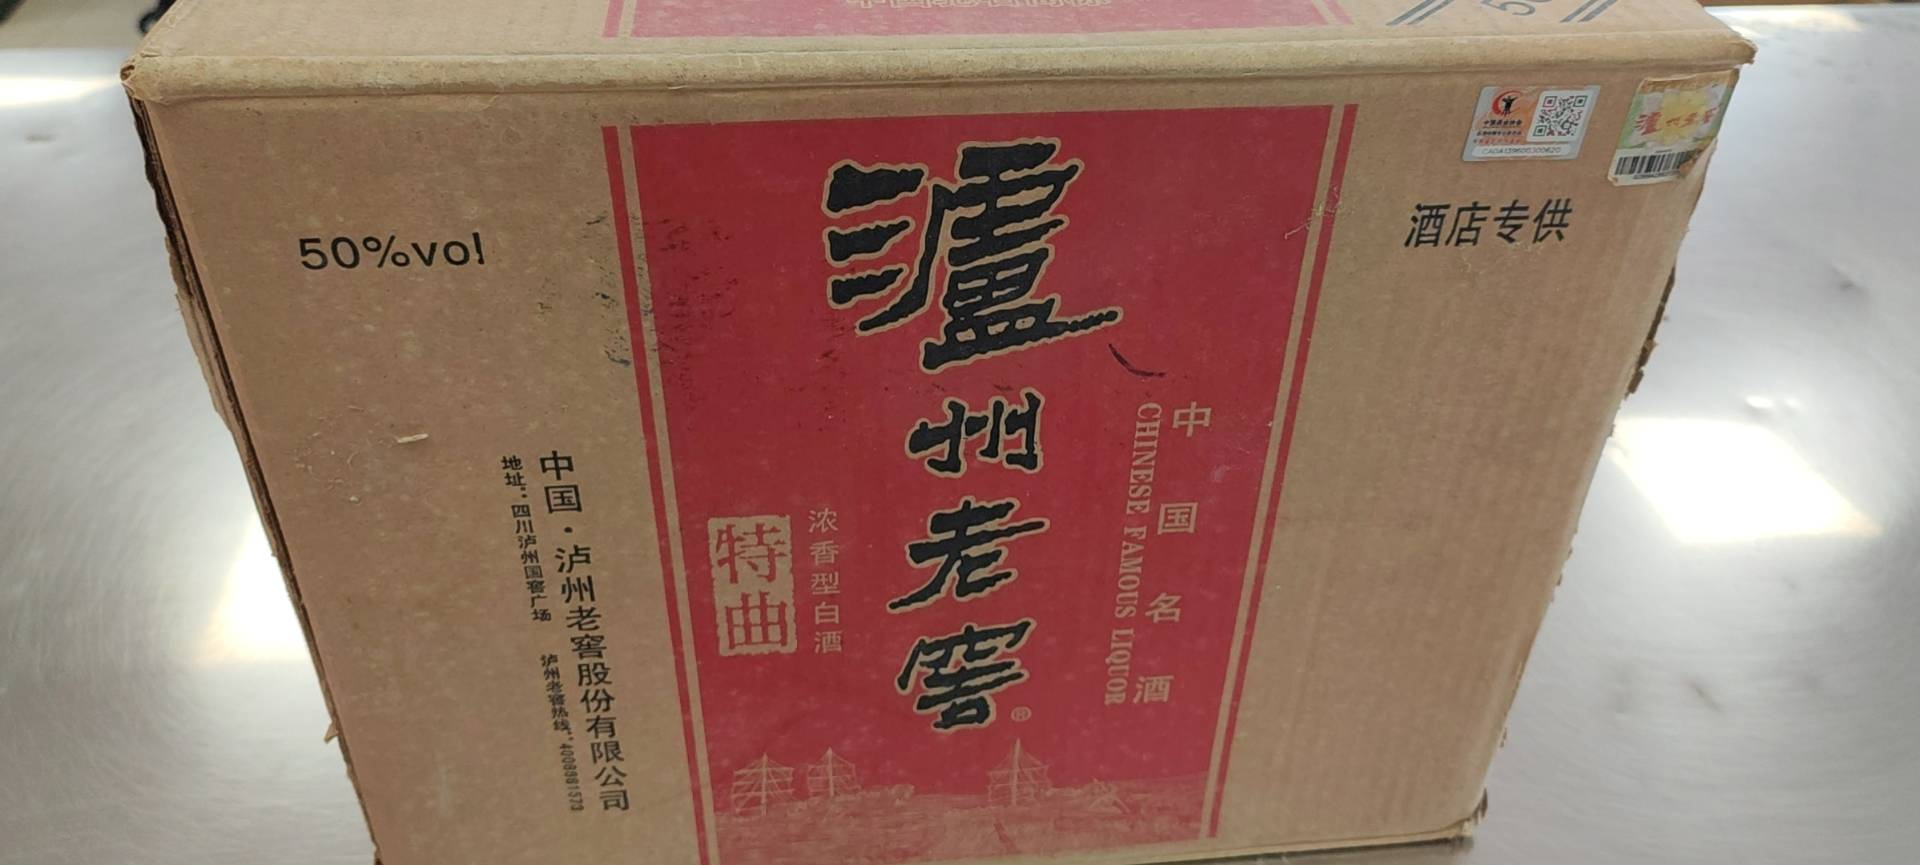 50
50%vol
泸州老窖
®
中国名酒
CHINESE FAMOUS LIQUOR
浓香型白酒
特曲
酒店专供
中国·泸州老窖股份有限公司
地址:四川泸州国窖广场
泸州老窖热线:4008881573